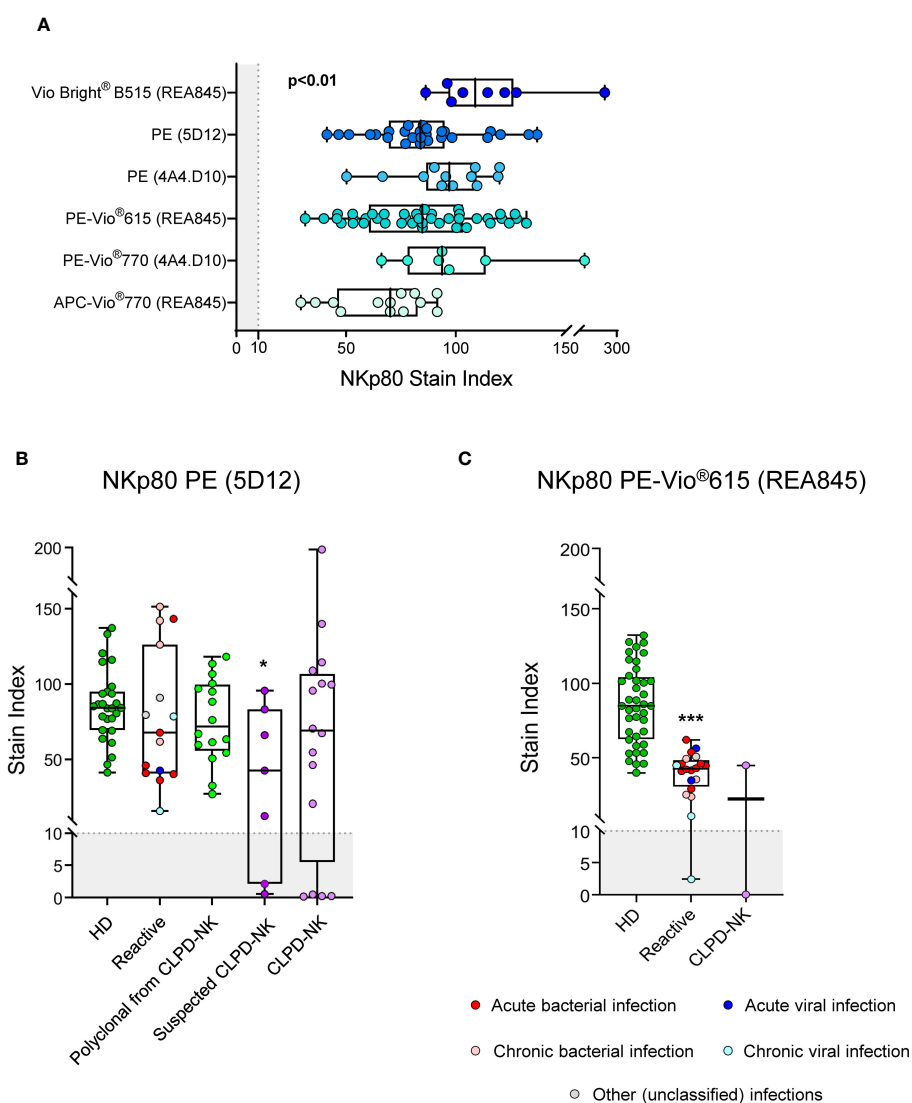 A
p<0.01
Vio Bright® B515 (REA845)
PE (5D12)
PE (4A4.D10)
PE-Vio®615 (REA845)
PE-Vio®770 (4A4.D10)
APC-Vio®770 (REA845)
0 10 50 100 150 300
NKp80 Stain Index
B
NKp80 PE (5D12)
Stain Index
200
150
100
50
10
5
0
*
HD
Reactive
Polyclonal from CLPD-NK
Suspected CLPD-NK
CLPD-NK
C
NKp80 PE-Vio®615 (REA845)
Stain Index
200
150
100
50
10
5
0
***
HD
Reactive
CLPD-NK
Acute bacterial infection
Acute viral infection
Chronic bacterial infection
Chronic viral infection
Other (unclassified) infections